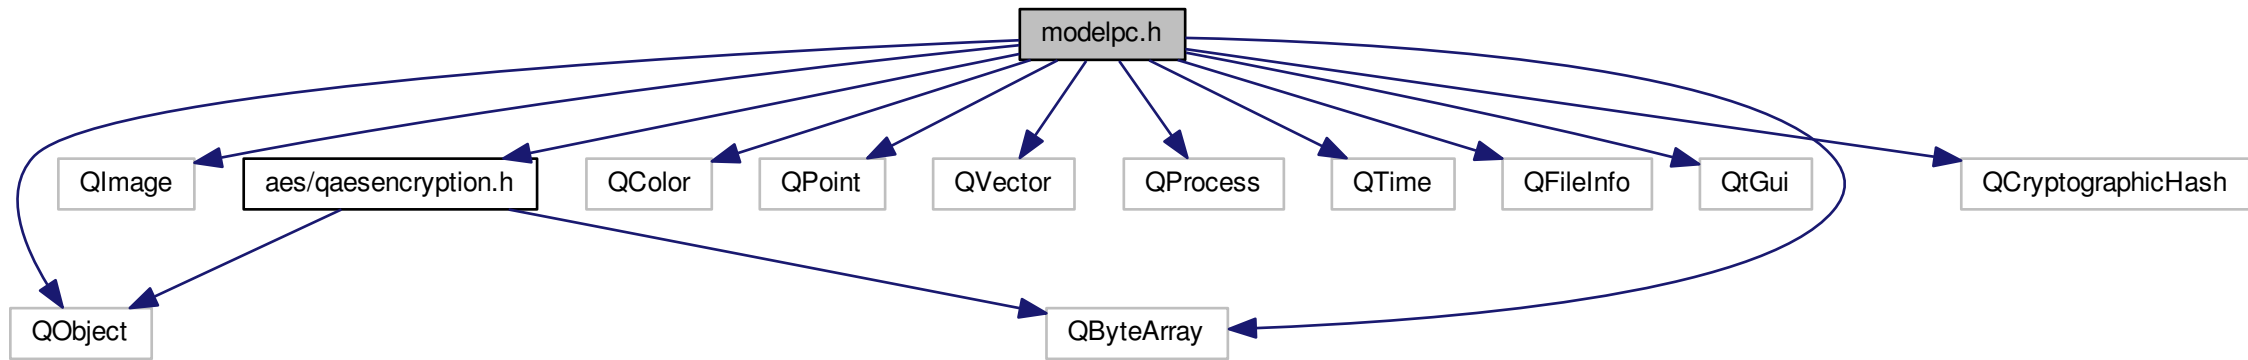 modelpc.h
QImage
aes/qaesencryption.h
QColor
QPoint
QVector
QProcess
QTime
QFileInfo
QtGui
QCryptographicHash
QObject
QByteArray